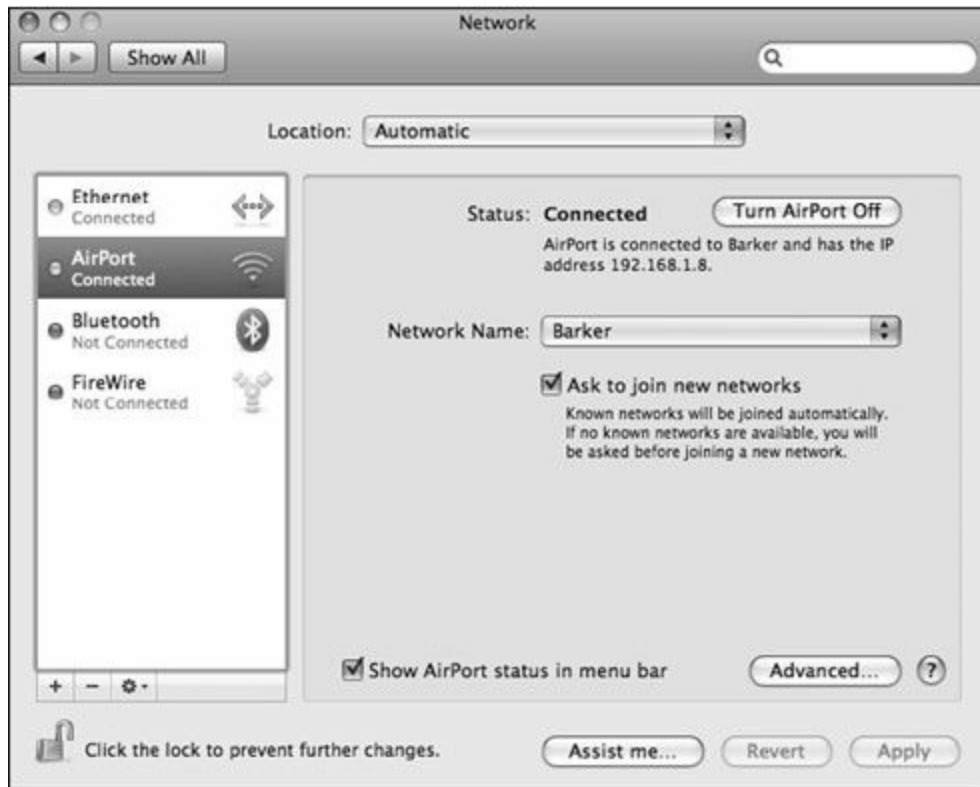 Network
Show All
Location: Automatic
Ethernet
Connected
AirPort
Connected
Bluetooth
Not Connected
FireWire
Not Connected
Status: Connected
Turn AirPort Off
AirPort is connected to Barker and has the IP
address 192.168.1.8.
Network Name: Barker
Ask to join new networks
Known networks will be joined automatically.
If no known networks are available, you will
be asked before joining a new network.
Show AirPort status in menu bar
Advanced...
?
Click the lock to prevent further changes.
Assist me...
Revert
Apply